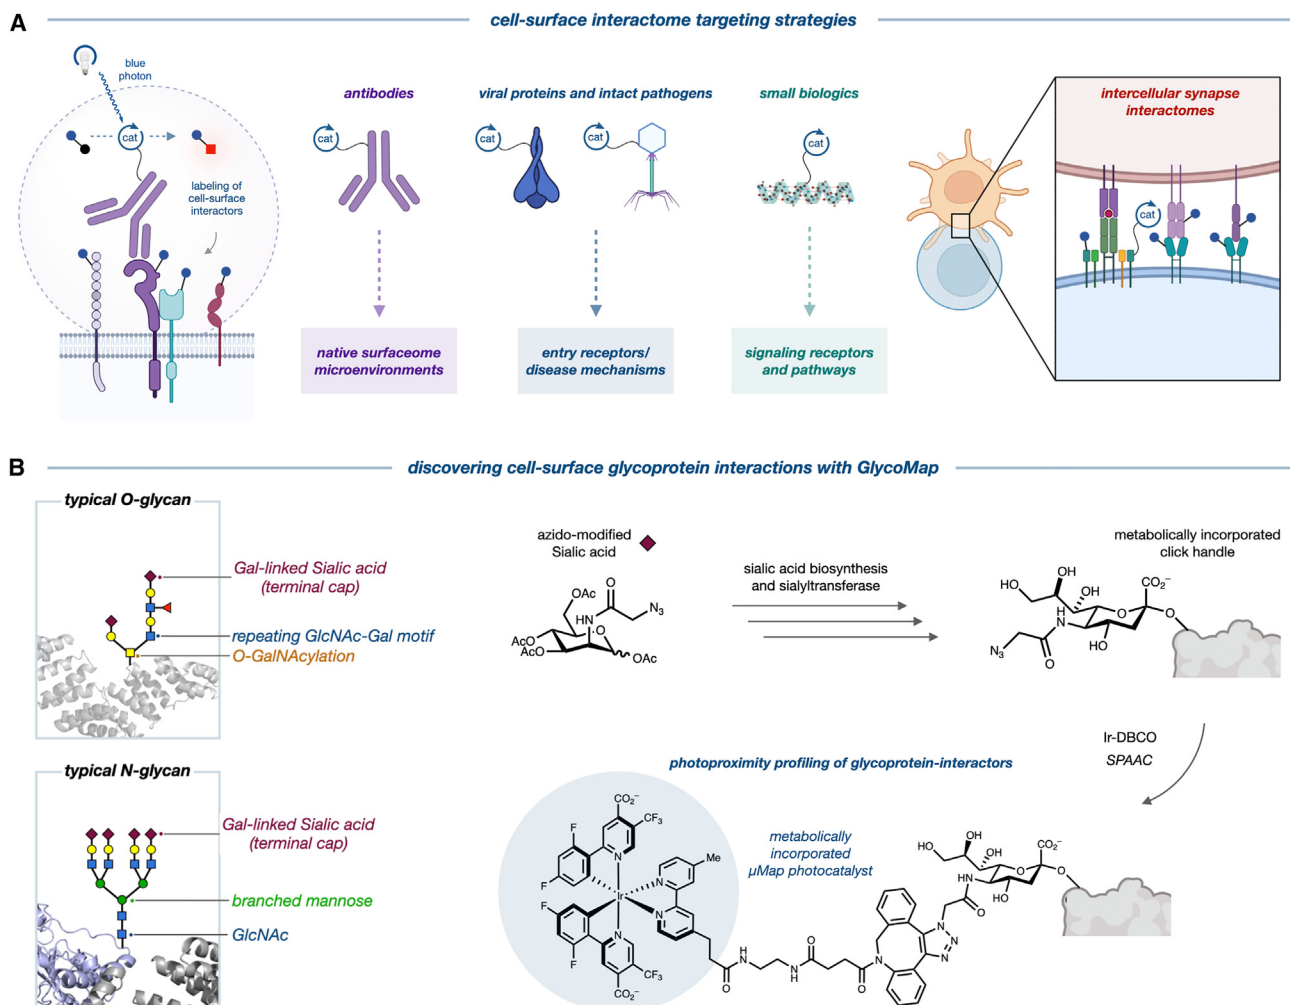 A
cell-surface interactome targeting strategies
blue
photon
cat
labeling of
cell-surface
interactors
antibodies
cat
native surfaceome
microenvironments
viral proteins and intact pathogens
cat
cat
entry receptors/
disease mechanisms
small biologics
cat
signaling receptors
and pathways
intercellular synapse
interactomes
cat
B
discovering cell-surface glycoprotein interactions with GlycoMap
typical O-glycan
Gal-linked Sialic acid
(terminal cap)
repeating GlcNAc-Gal motif
O-GalNAcylation
typical N-glycan
Gal-linked Sialic acid
(terminal cap)
branched mannose
GlcNAc
azido-modified
Sialic acid
OAc
O
N₃
HN
AcO
O
AcO
OAc
sialic acid biosynthesis
and sialyltransferase
metabolically incorporated
click handle
OH
HO
OH
CO₂⁻
O
O
HN
HO
N₃
O
Ir-DBCO
SPAAC
photoproximity profiling of glycoprotein-interactors
metabolically
incorporated
µMap photocatalyst
CO₂⁻
CF₃
F
F
N
Me
N
Ir
N
F
F
N
CF₃
CO₂⁻
O
H
N
N
H
O
O
N
N
N
N
O
HN
HO
OH
OH
HO
O
CO₂⁻
O